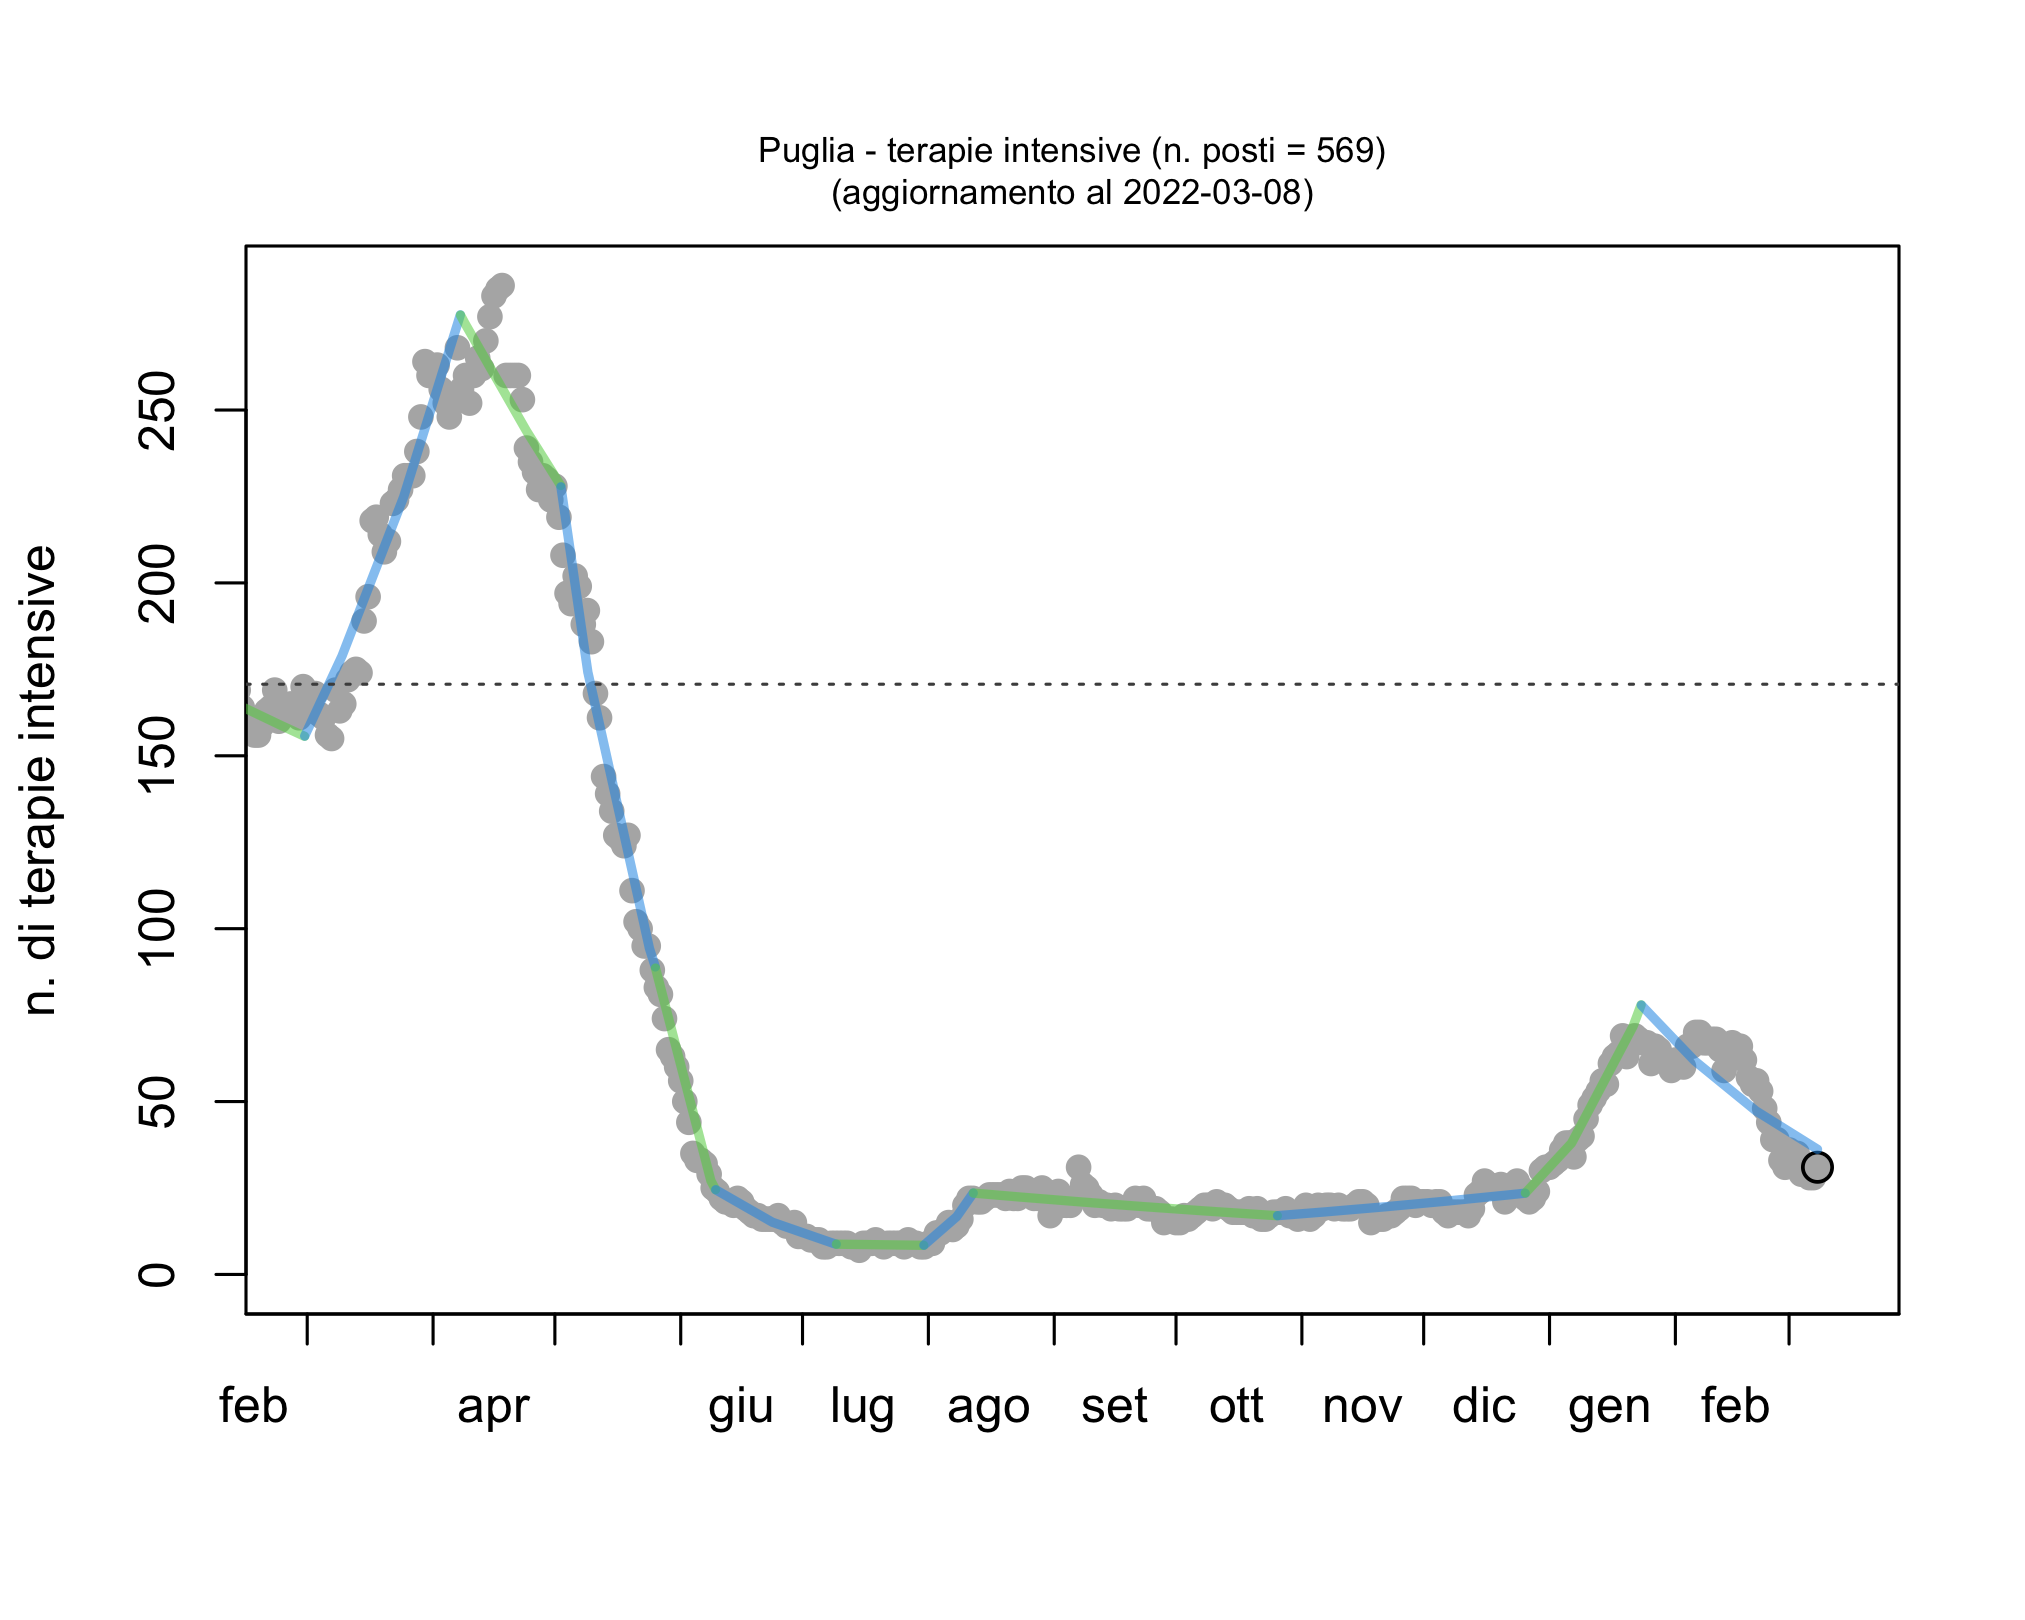 Puglia - terapie intensive (n. posti = 569)
(aggiornamento al 2022-03-08)
n. di terapie intensive
250
200
150
100
50
0
feb apr giu lug ago set ott nov dic gen feb